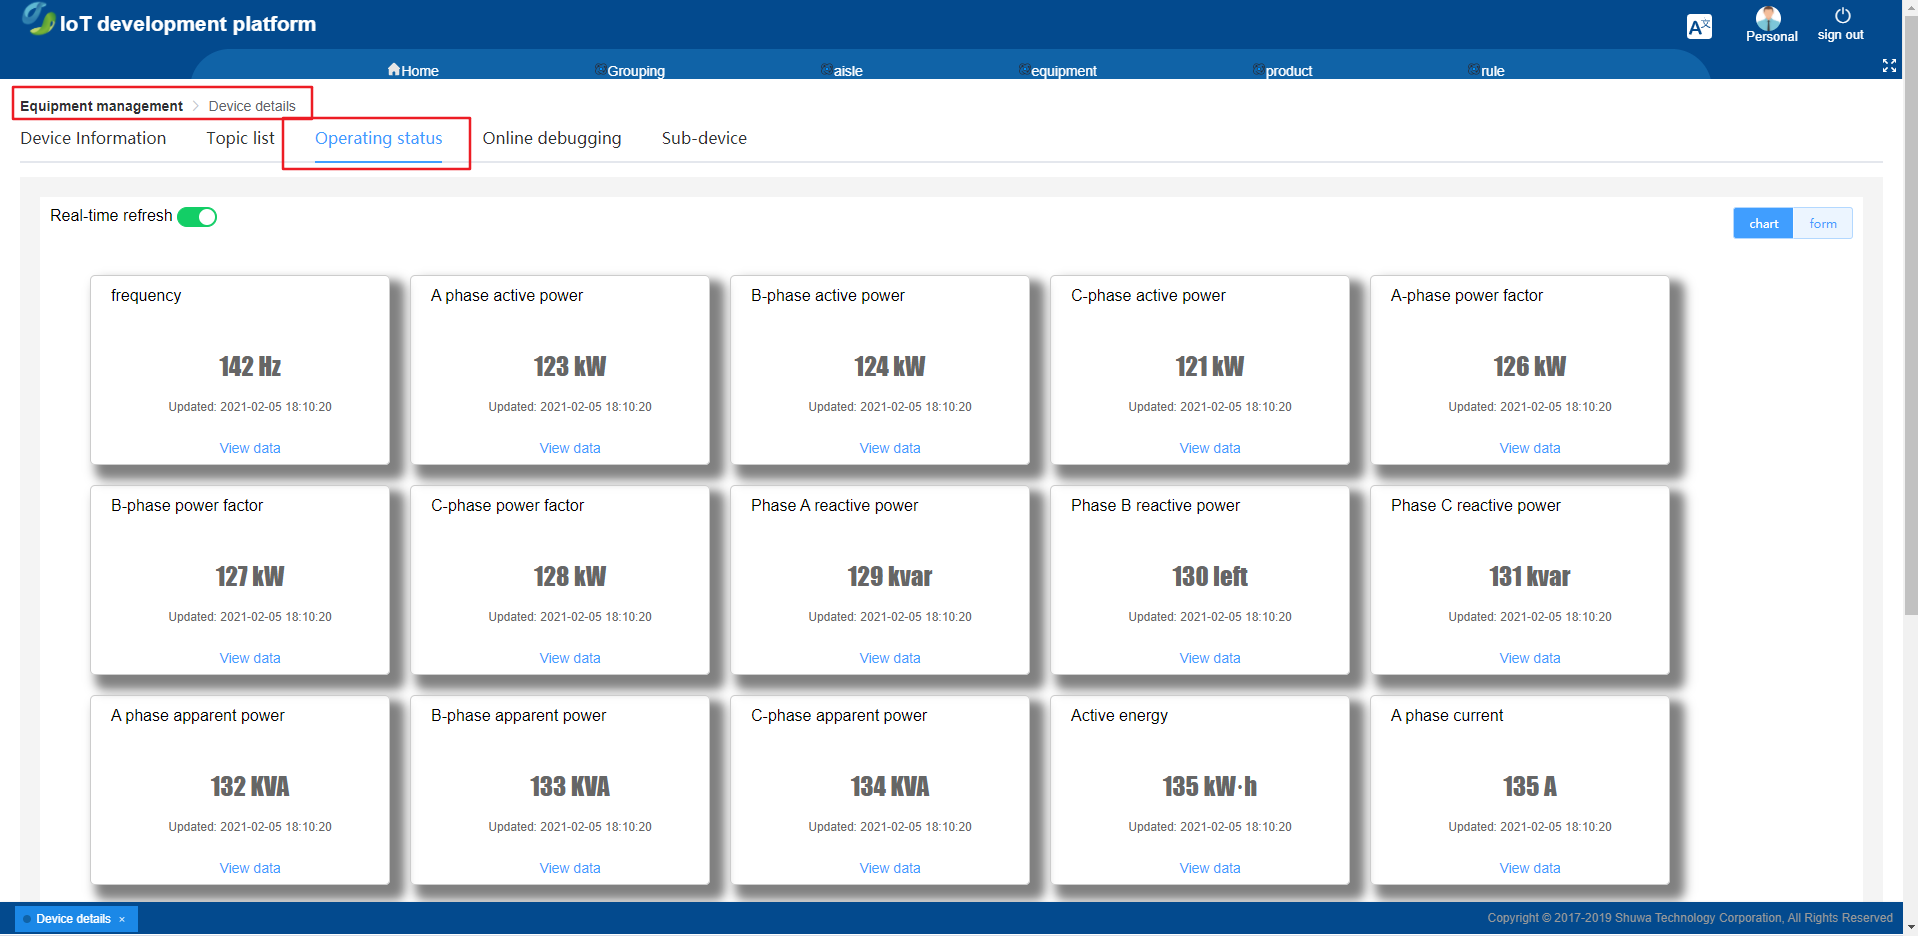 IoT development platform
Personal
sign out
Home
Grouping
aisle
equipment
product
rule
Equipment management > Device details
Device Information
Topic list
Operating status
Online debugging
Sub-device
Real-time refresh
chart
form
frequency
142 Hz
Updated: 2021-02-05 18:10:20
View data
A phase active power
123 kW
Updated: 2021-02-05 18:10:20
View data
B-phase active power
124 kW
Updated: 2021-02-05 18:10:20
View data
C-phase active power
121 kW
Updated: 2021-02-05 18:10:20
View data
A-phase power factor
126 kW
Updated: 2021-02-05 18:10:20
View data
B-phase power factor
127 kW
Updated: 2021-02-05 18:10:20
View data
C-phase power factor
128 kW
Updated: 2021-02-05 18:10:20
View data
Phase A reactive power
129 kvar
Updated: 2021-02-05 18:10:20
View data
Phase B reactive power
130 left
Updated: 2021-02-05 18:10:20
View data
Phase C reactive power
131 kvar
Updated: 2021-02-05 18:10:20
View data
A phase apparent power
132 KVA
Updated: 2021-02-05 18:10:20
View data
B-phase apparent power
133 KVA
Updated: 2021-02-05 18:10:20
View data
C-phase apparent power
134 KVA
Updated: 2021-02-05 18:10:20
View data
Active energy
135 kW·h
Updated: 2021-02-05 18:10:20
View data
A phase current
135 A
Updated: 2021-02-05 18:10:20
View data
Device details ×
Copyright © 2017-2019 Shuwa Technology Corporation, All Rights Reserved